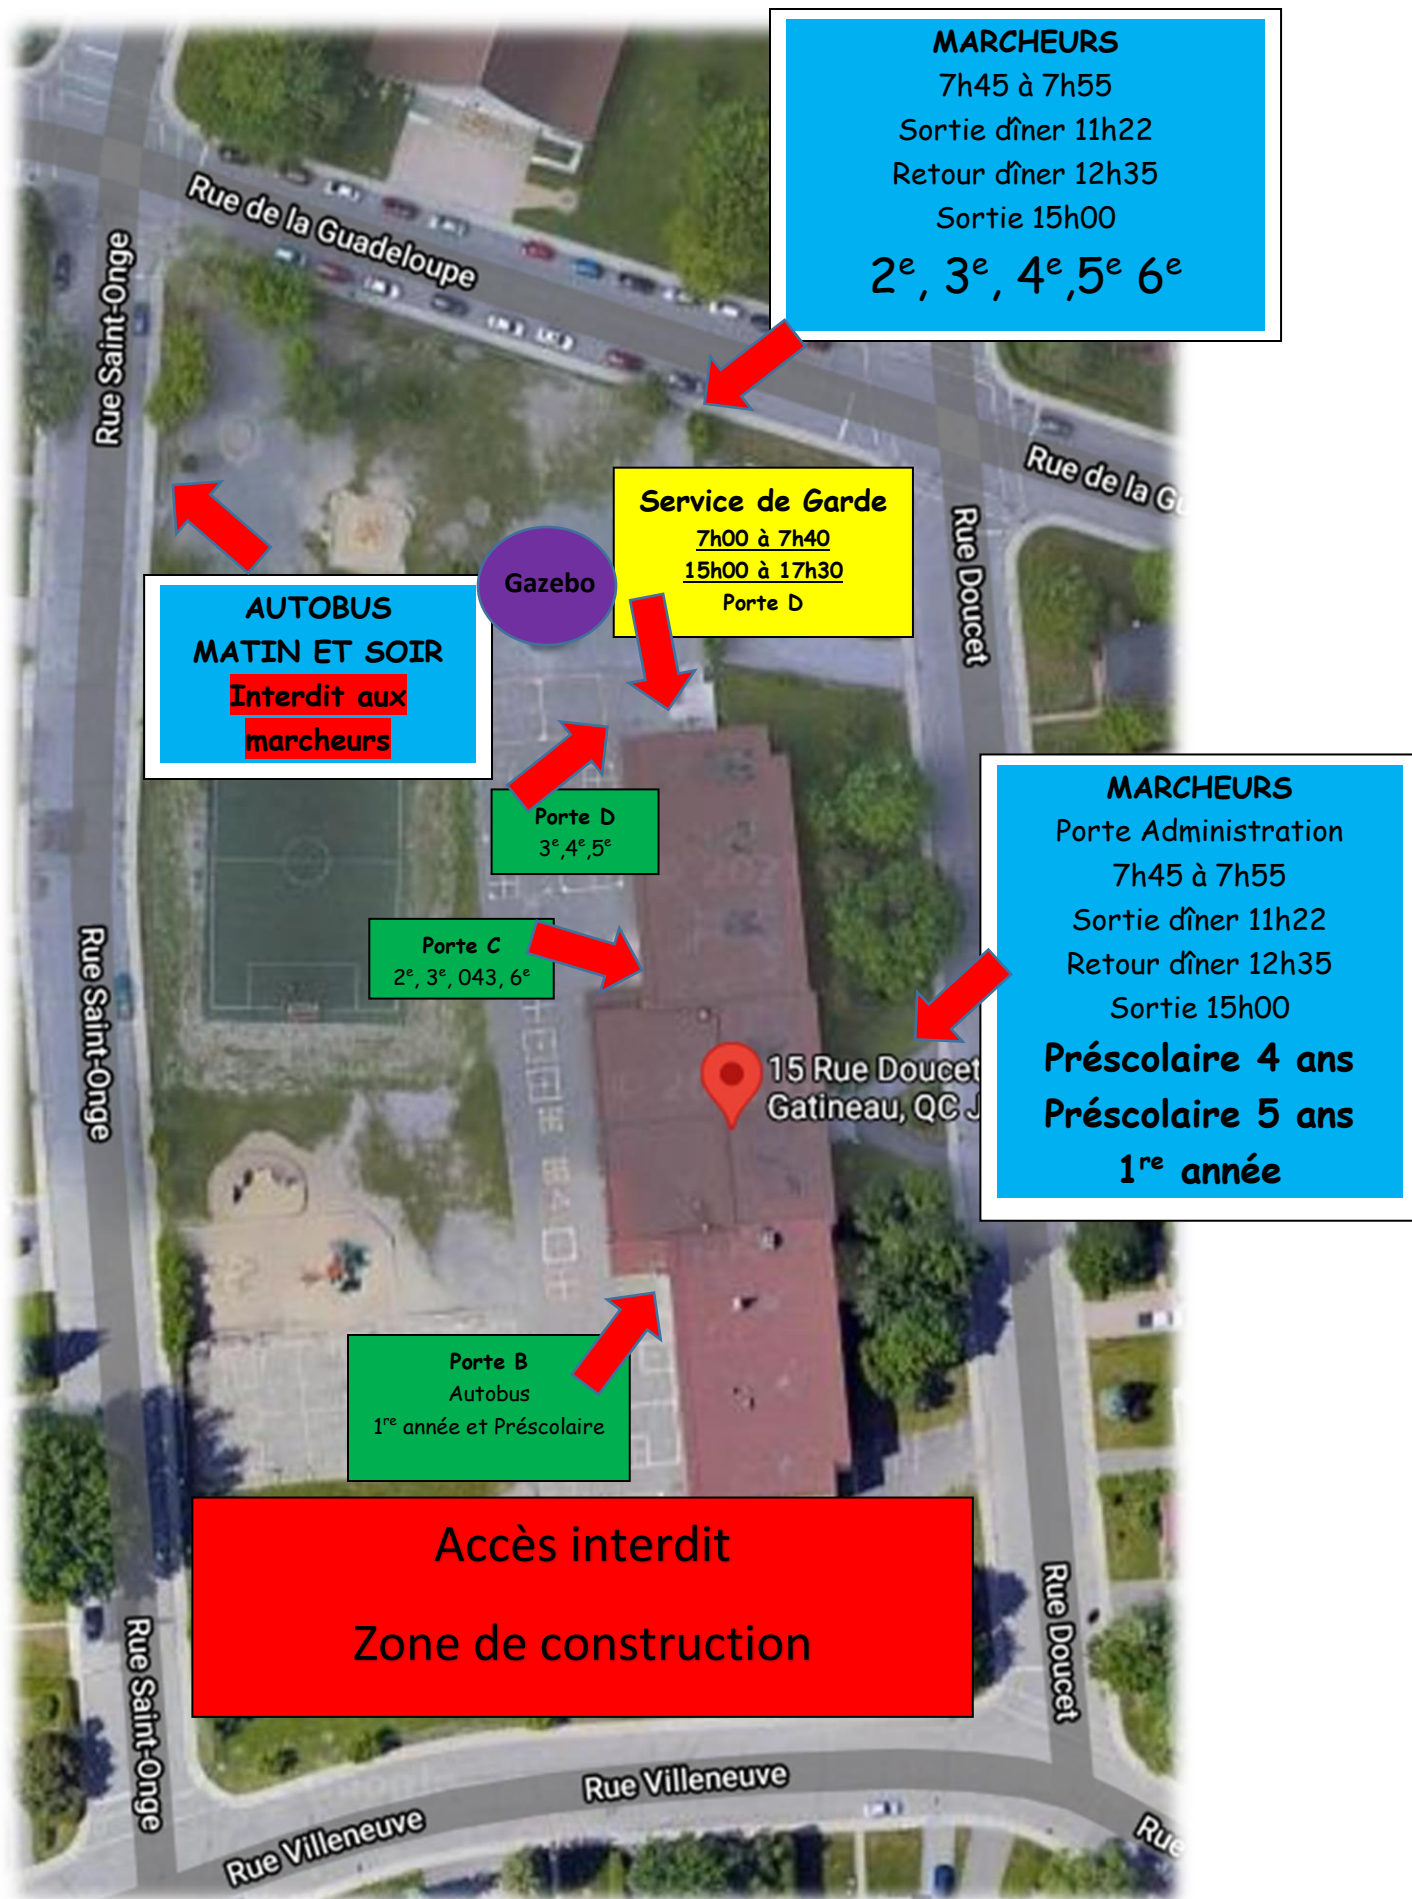 MARCHEURS
7h45 à 7h55
Sortie dîner 11h22
Retour dîner 12h35
Sortie 15h00
2e, 3e, 4e,5e 6e
Rue de la Guadeloupe
Rue Saint-Onge
Rue de la Gu
Service de Garde
7h00 à 7h40
15h00 à 17h30
Porte D
Gazebo
Rue Doucet
AUTOBUS
MATIN ET SOIR
Interdit aux
marcheurs
Porte D
3e,4e,5e
MARCHEURS
Porte Administration
7h45 à 7h55
Sortie dîner 11h22
Retour dîner 12h35
Sortie 15h00
Préscolaire 4 ans
Préscolaire 5 ans
1re année
Porte C
2e, 3e, 043, 6e
Rue Saint-Onge
15 Rue Doucet
Gatineau, QC J
Porte B
Autobus
1re année et Préscolaire
Accès interdit
Zone de construction
Rue Doucet
Rue Saint-Onge
Rue Villeneuve
Rue Villeneuve
Rue